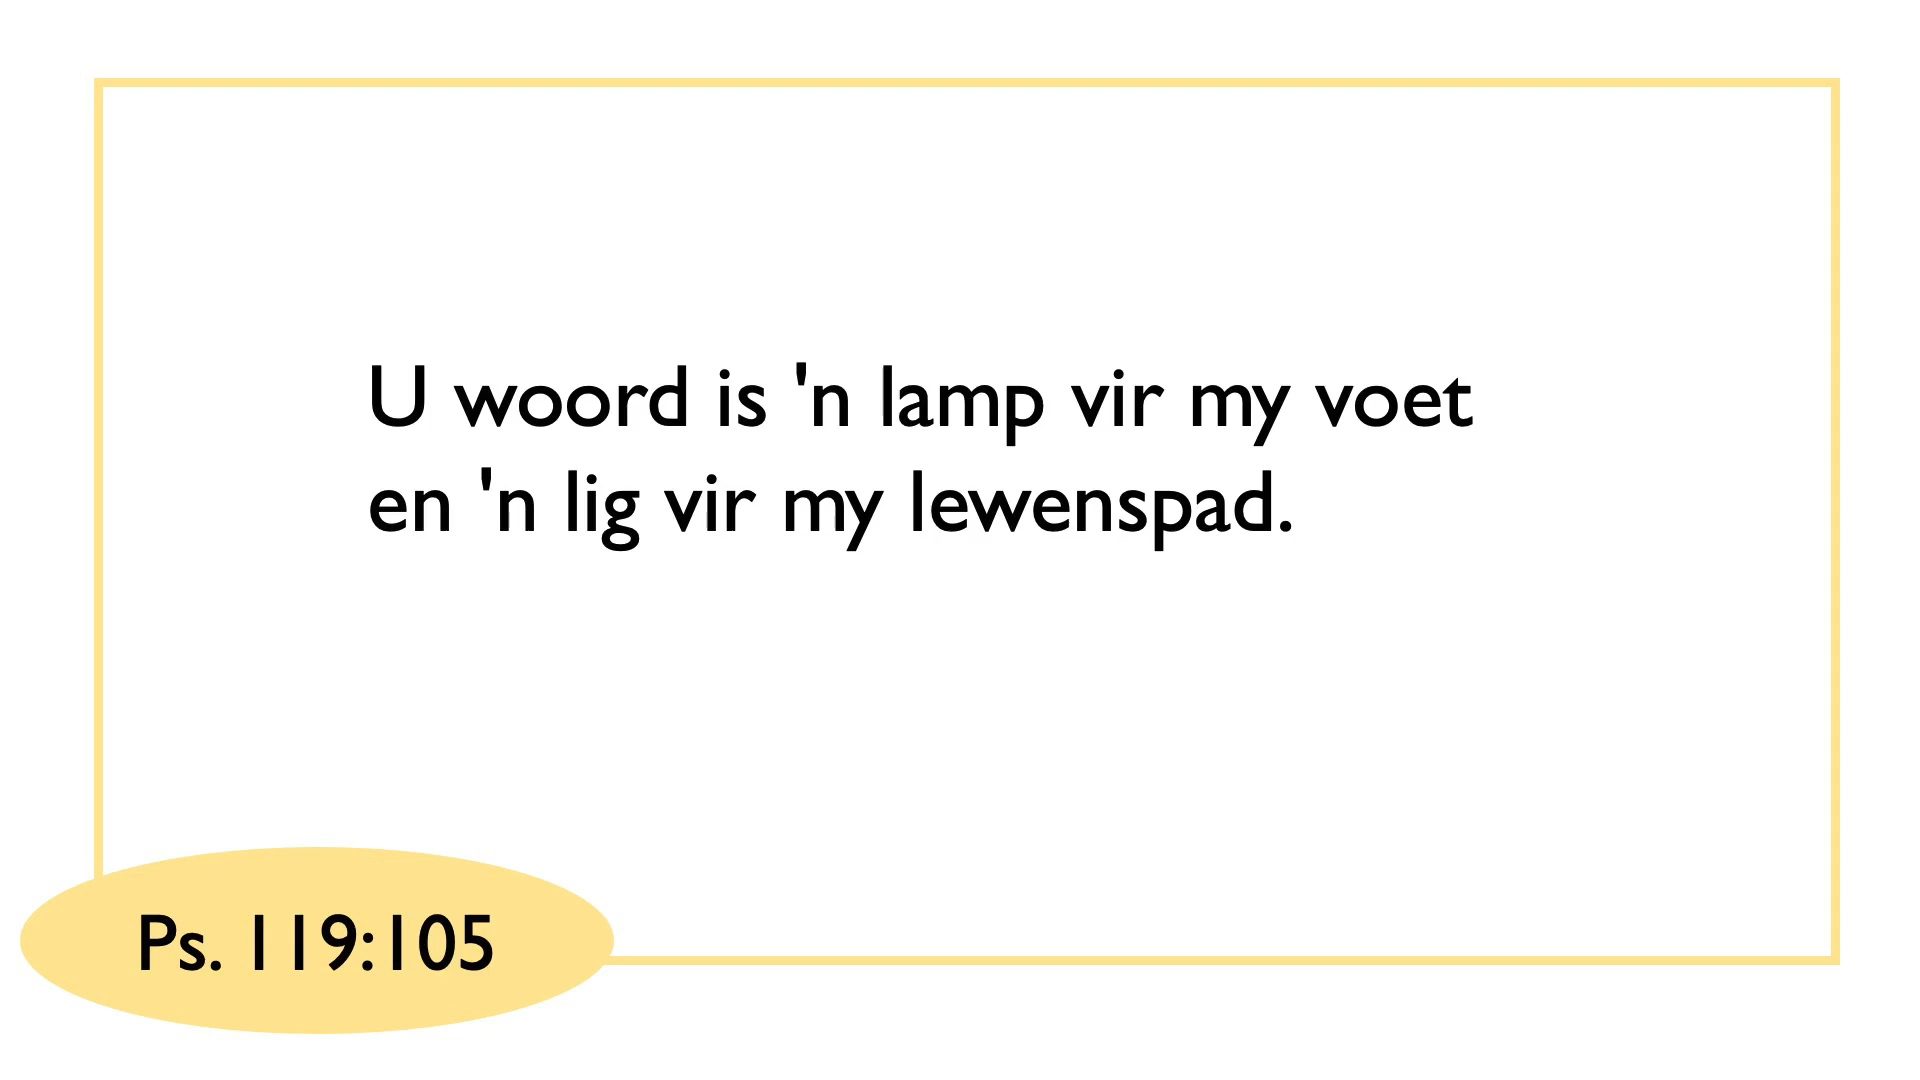 U woord is 'n lamp vir my voet
en 'n lig vir my lewenspad.
Ps. 119:105